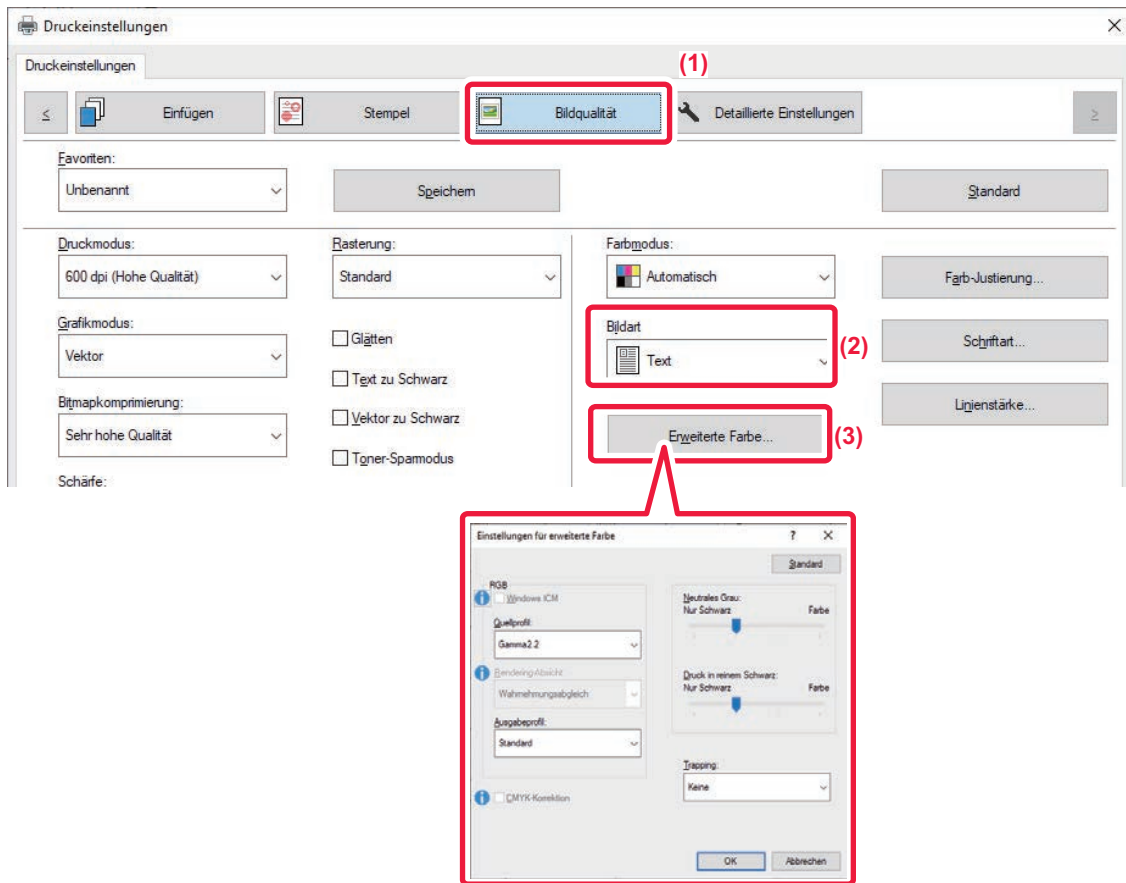 Druckeinstellungen
Druckeinstellungen
(1)
<
Einfügen
Stempel
Bildqualität
Detaillierte Einstellungen
>
Favoriten:
Unbenannt
Speichern
Standard
Druckmodus:
Rasterung:
Farbmodus:
600 dpi (Hohe Qualität)
Standard
Automatisch
Farb-Justierung...
Grafikmodus:
Vektor
Glätten
Text zu Schwarz
Bildart
Text
(2)
Schriftart...
Bitmapkomprimierung:
Sehr hohe Qualität
Vektor zu Schwarz
Toner-Sparmodus
Erweiterte Farbe...
(3)
Linienstärke...
Schärfe:
Einstellungen für erweiterte Farbe
?
Standard
RGB
Windows ICM
Quellprofil:
Gamma2.2
Rendering-Absicht
Wahrnehmungsabgleich
Ausgabeprofil:
Standard
CMYK-Korrektion
Neutrales Grau:
Nur Schwarz Farbe
Druck in reinem Schwarz:
Nur Schwarz Farbe
Trapping:
Keine
OK
Abbrechen